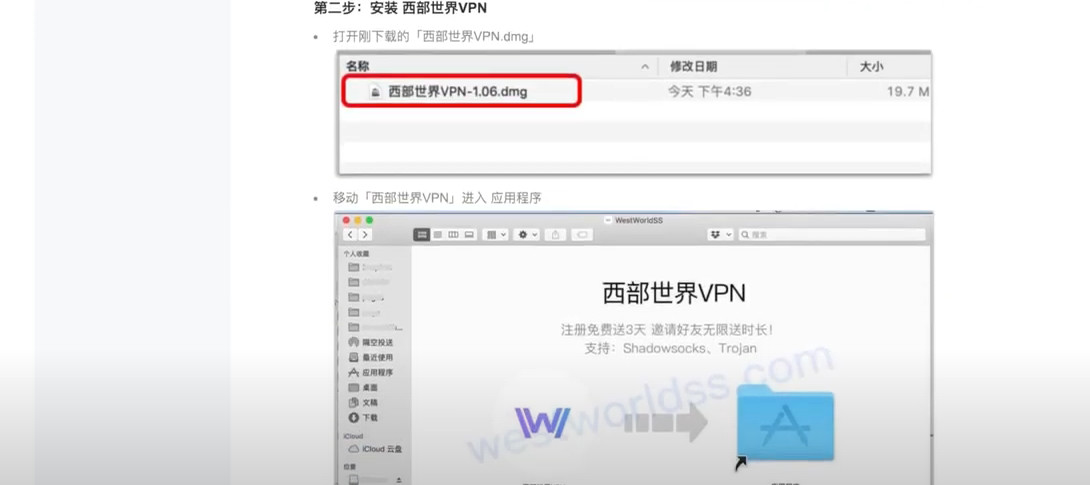 第二步：安装 西部世界VPN
打开刚下载的「西部世界VPN.dmg」
名称 修改日期 大小
西部世界VPN-1.06.dmg 今天 下午4:36 19.7 M
移动「西部世界VPN」进入 应用程序
WestWorldSS
搜索
个人收藏
西部世界VPN
注册免费送3天 邀请好友无限送时长！
支持：Shadowsocks、Trojan
隔空投送
最近使用
应用程序
桌面
文稿
下载
westworldss.com
iCloud
iCloud 云盘
位置